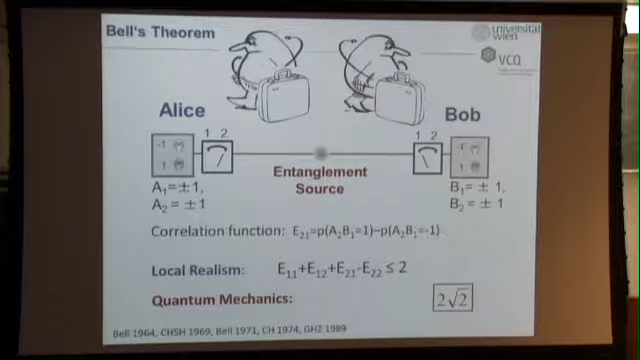 Bell's Theorem
universität
wien
VCQ
Alice
Bob
1 2
1 2
-1
1
-1
1
Entanglement
Source
A₁=±1,
A₂= ±1
B₁= ± 1,
B₂= ± 1
Correlation function: E₂₁=p(A₂B₁=1)–p(A₂B₁=-1)
Local Realism: E₁₁+E₁₂+E₂₁-E₂₂ ≤ 2
Quantum Mechanics: 2√2
Bell 1964, CHSH 1969, Bell 1971, CH 1974, GHZ 1989